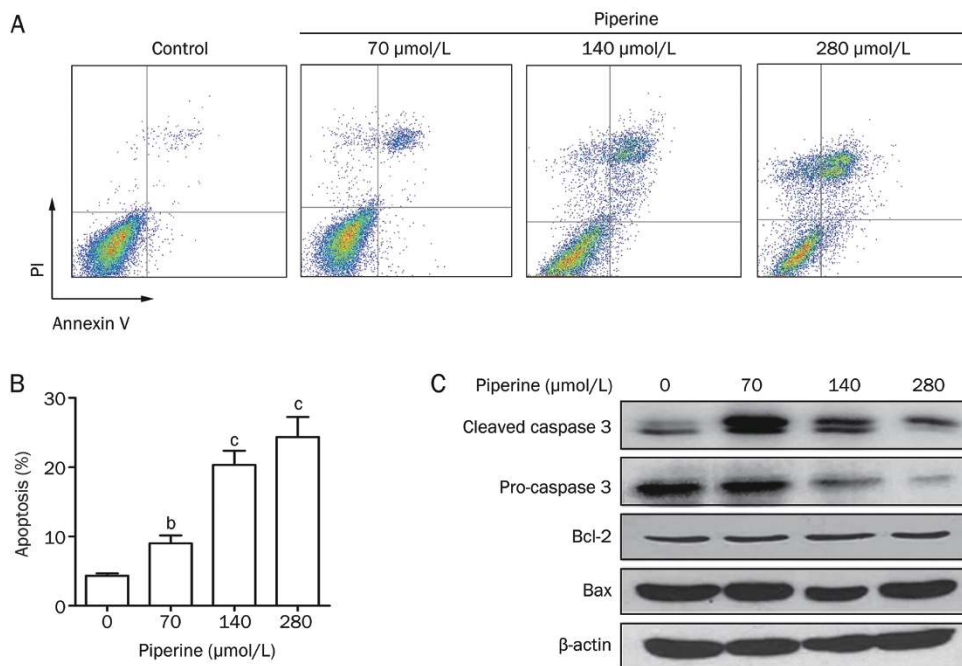 A
Piperine
Control
70 µmol/L
140 µmol/L
280 µmol/L
PI
Annexin V
B
Apoptosis (%)
30
20
10
0
b
c
c
0
70
140
280
Piperine (µmol/L)
C
Piperine (µmol/L)
0
70
140
280
Cleaved caspase 3
Pro-caspase 3
Bcl-2
Bax
β-actin